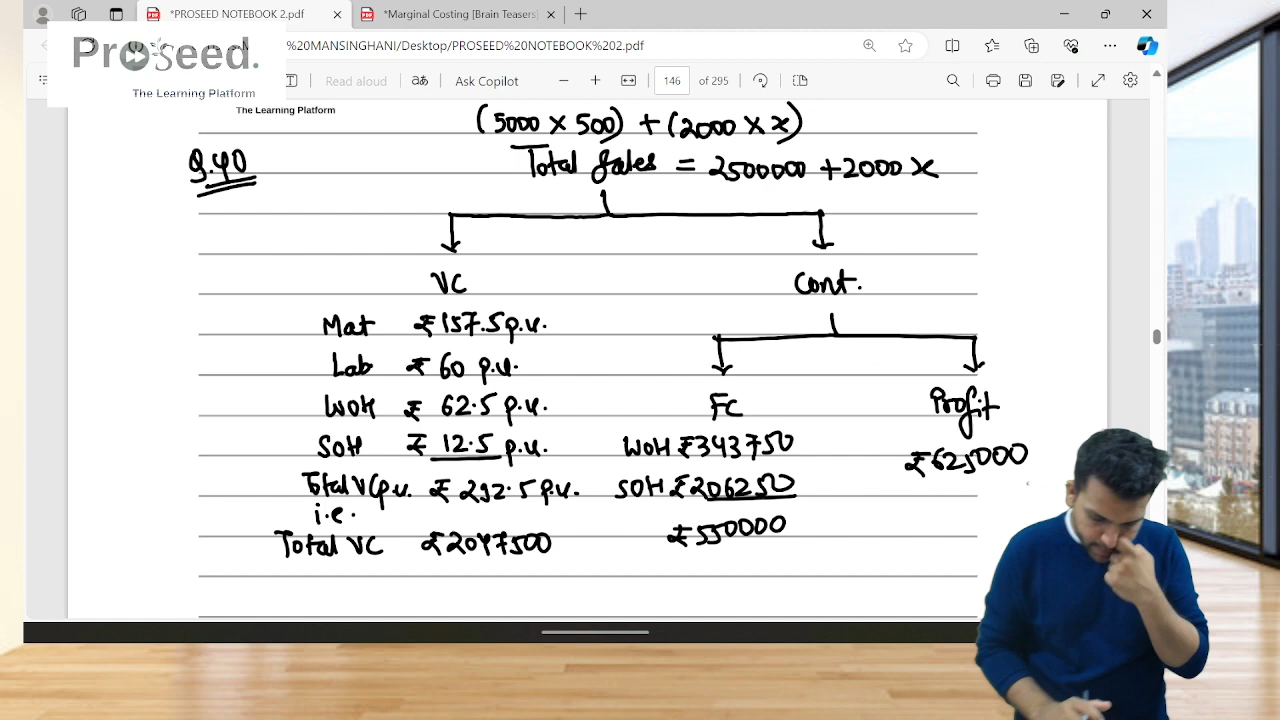 *PROSEED NOTEBOOK 2.pdf
*Marginal Costing [Brain Teasers]
Proseed.
The Learning Platform
%20MANSINGHANI/Desktop/PROSEED%20NOTEBOOK%202.pdf
Read aloud
Ask Copilot
146 of 295
The Learning Platform
(5000 × 500) + (2000 × x)
Q.40
Total Sales = 2500000 + 2000 x
VC
Cont.
Mat ₹157.5 p.u.
Lab ₹ 60 p.u.
WOH ₹ 62.5 p.u.
FC
Profit
SOH ₹ 12.5 p.u.
WOH ₹343750
₹625000
Total VC p.u. ₹ 292.5 p.u.
SOH ₹206250
i.e.
₹550000
Total VC ₹2047500